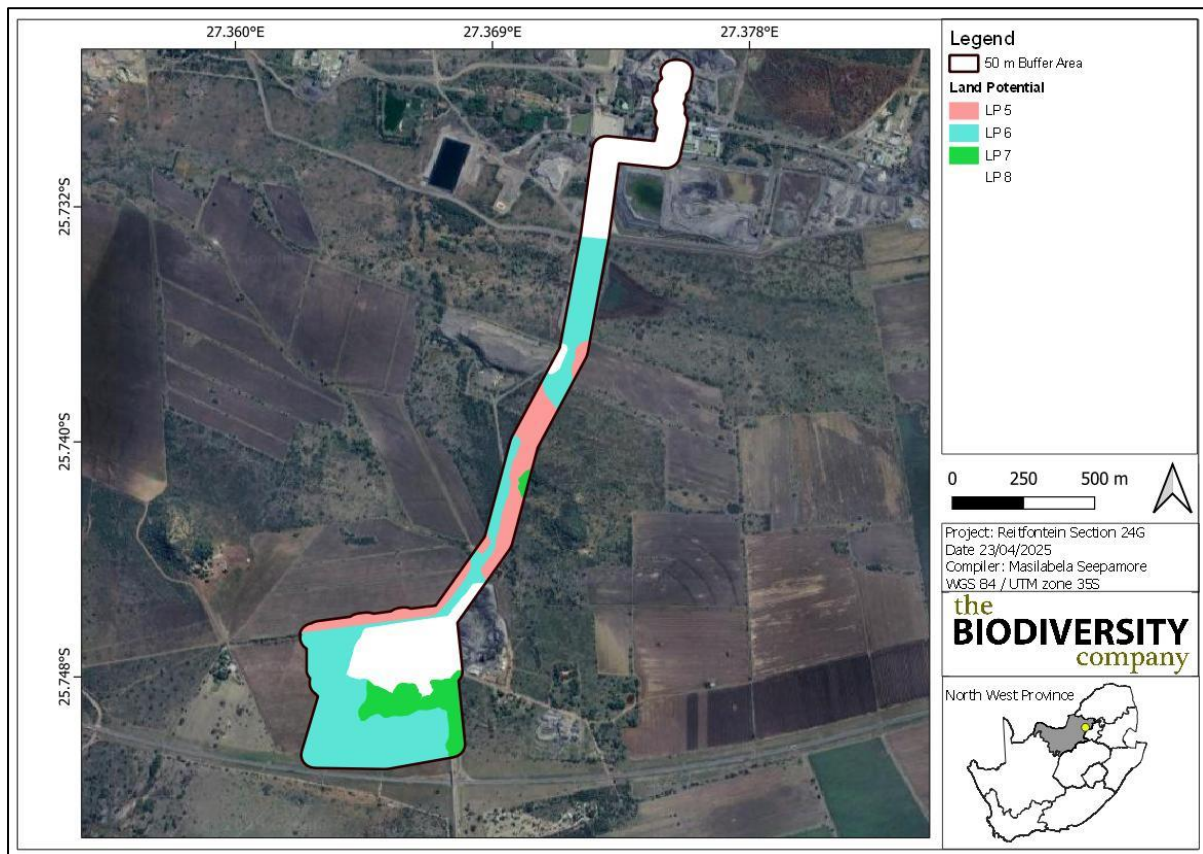 27.360°E
27.369°E
27.378°E
25.732°S
25.740°S
25.748°S
Legend
50 m Buffer Area
Land Potential
LP 5
LP 6
LP 7
LP 8
0 250 500 m
Project: Reitfontein Section 24G
Date 23/04/2025
Compiler: Masilabela Seepamore
WGS 84 / UTM zone 35S
the
BIODIVERSITY
company
North West Province